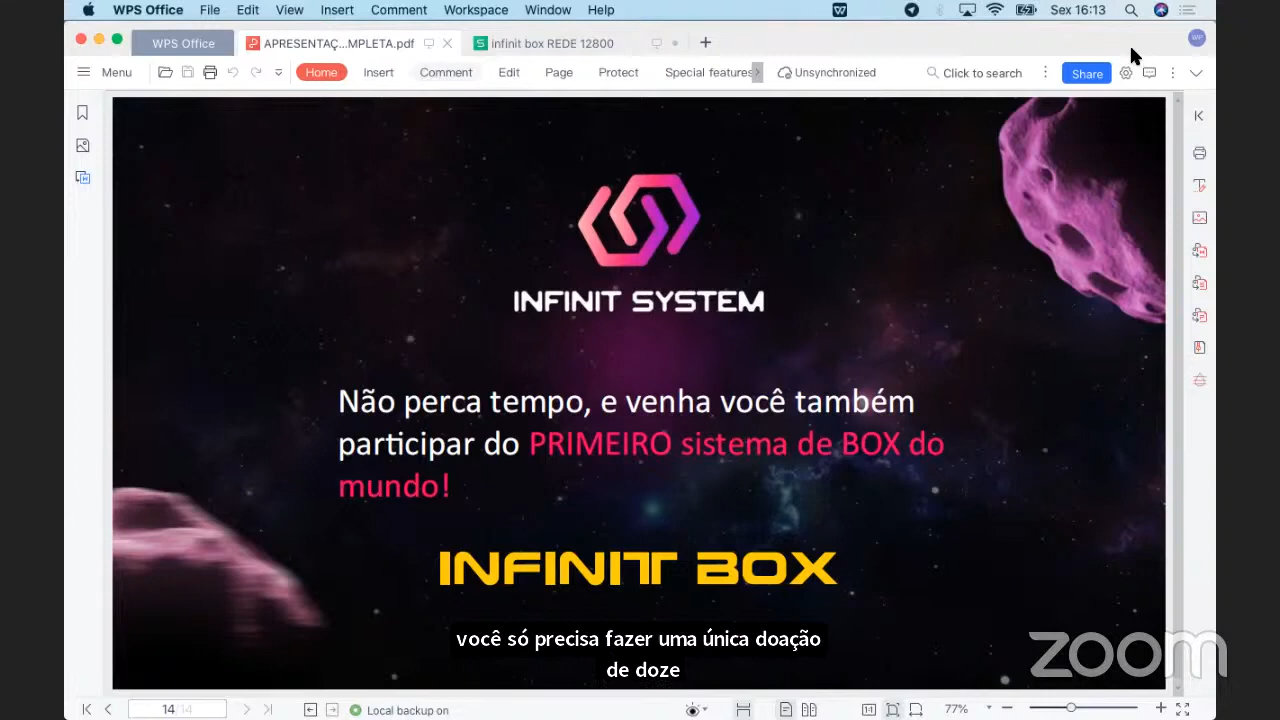 WPS Office File Edit View Insert Comment Workspace Window Help Sex 16:13
WPS Office APRESENTAÇ...MPLETA.pdf infinit box REDE 12800
Menu Home Insert Comment Edit Page Protect Special features Unsynchronized Click to search Share
INFINIT SYSTEM
Não perca tempo, e venha você também
participar do PRIMEIRO sistema de BOX do
mundo!
INFINIT BOX
você só precisa fazer uma única doação
de doze
zoom
14/14 Local backup on 1:1 77%